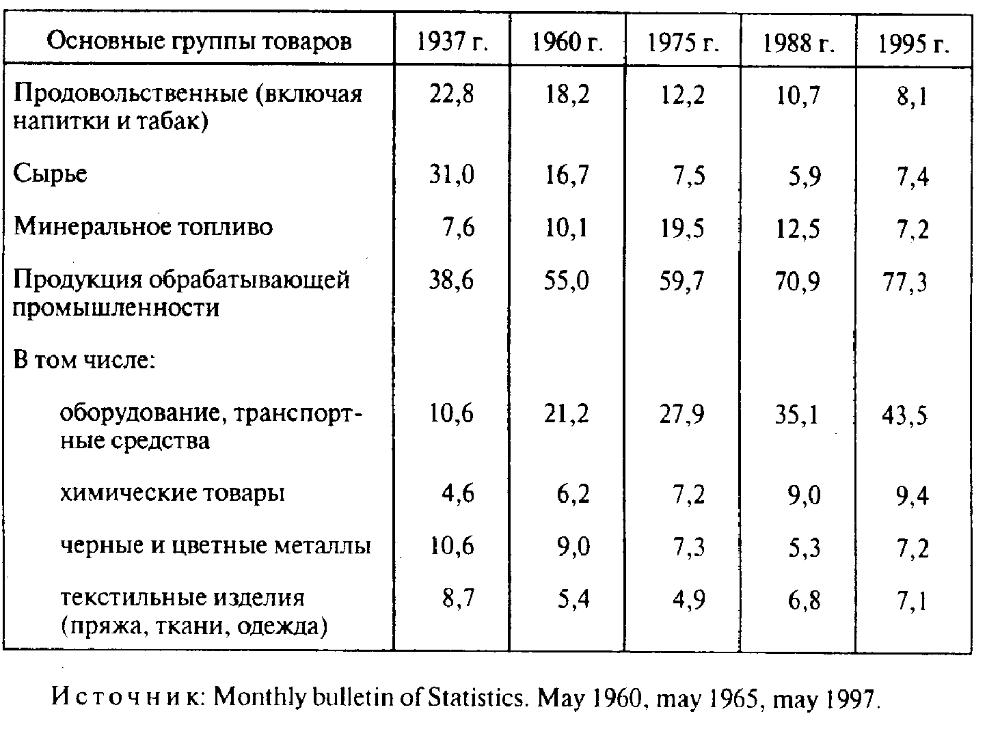 Основные группы товаров 1937 г. 1960 г. 1975 г. 1988 г. 1995 г.
Продовольственные (включая 22,8 18,2 12,2 10,7 8,1
напитки и табак)
Сырье 31,0 16,7 7,5 5,9 7,4
Минеральное топливо 7,6 10,1 19,5 12,5 7,2
Продукция обрабатывающей 38,6 55,0 59,7 70,9 77,3
промышленности
В том числе:
оборудование, транспорт- 10,6 21,2 27,9 35,1 43,5
ные средства
химические товары 4,6 6,2 7,2 9,0 9,4
черные и цветные металлы 10,6 9,0 7,3 5,3 7,2
текстильные изделия 8,7 5,4 4,9 6,8 7,1
(пряжа, ткани, одежда)
Источник: Monthly bulletin of Statistics. May 1960, may 1965, may 1997.